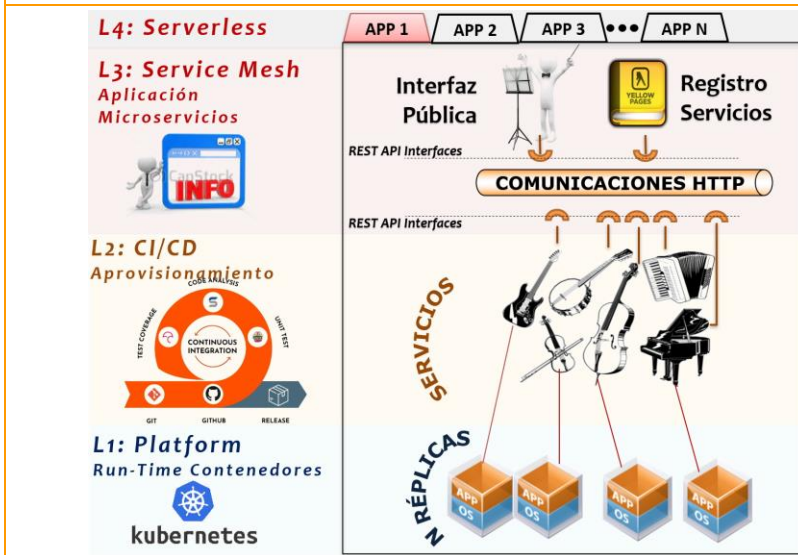 L4: Serverless
APP 1
APP 2
APP 3
APP N
L3: Service Mesh
Aplicación
Microservicios
CanStock
INFO
Interfaz
Pública
YELLOW
PAGES
Registro
Servicios
REST API Interfaces
COMUNICACIONES HTTP
REST API Interfaces
L2: CI/CD
Aprovisionamiento
CODE ANALYSIS
TEST COVERAGE
UNIT TEST
CONTINUOUS
INTEGRATION
GIT
GITHUB
RELEASE
SERVICIOS
L1: Platform
Run-Time Contenedores
kubernetes
N RÉPLICAS
APP
OS
APP
OS
APP
OS
APP
OS